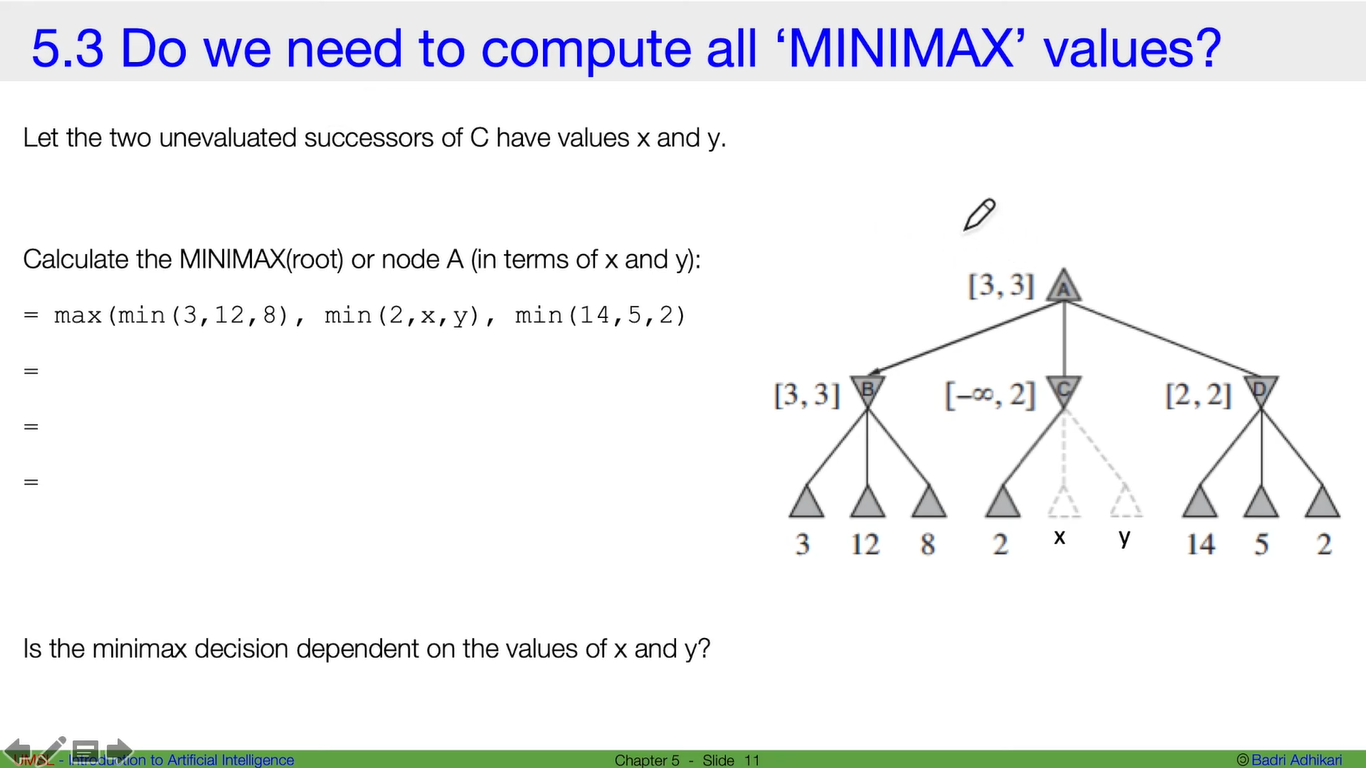 5.3 Do we need to compute all ‘MINIMAX’ values?
Let the two unevaluated successors of C have values x and y.
Calculate the MINIMAX(root) or node A (in terms of x and y):
= max(min(3,12,8), min(2,x,y), min(14,5,2)
=
=
=
[3, 3] A
[3, 3] B [−∞, 2] C [2, 2] D
3 12 8 2 x y 14 5 2
Is the minimax decision dependent on the values of x and y?
- Introduction to Artificial Intelligence Chapter 5 - Slide 11 © Badri Adhikari